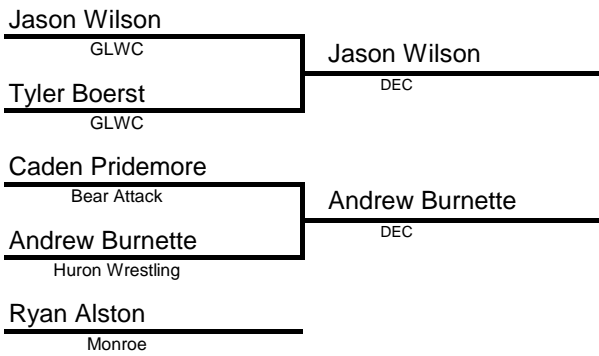 Jason Wilson
GLWC
Jason Wilson
DEC
Tyler Boerst
GLWC
Caden Pridemore
Bear Attack
Andrew Burnette
DEC
Andrew Burnette
Huron Wrestling
Ryan Alston
Monroe